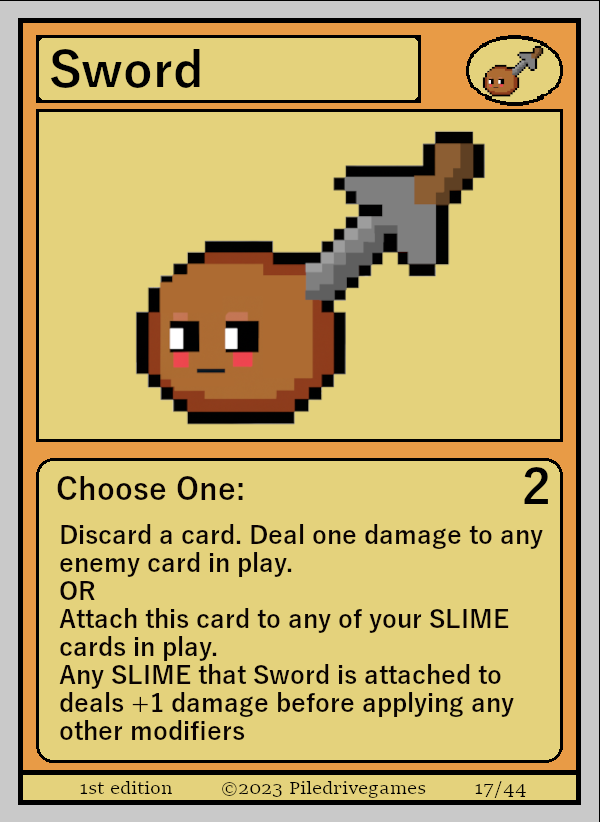 Sword
Choose One:
2
Discard a card. Deal one damage to any
enemy card in play.
OR
Attach this card to any of your SLIME
cards in play.
Any SLIME that Sword is attached to
deals +1 damage before applying any
other modifiers
1st edition ©2023 Piledrivegames 17/44